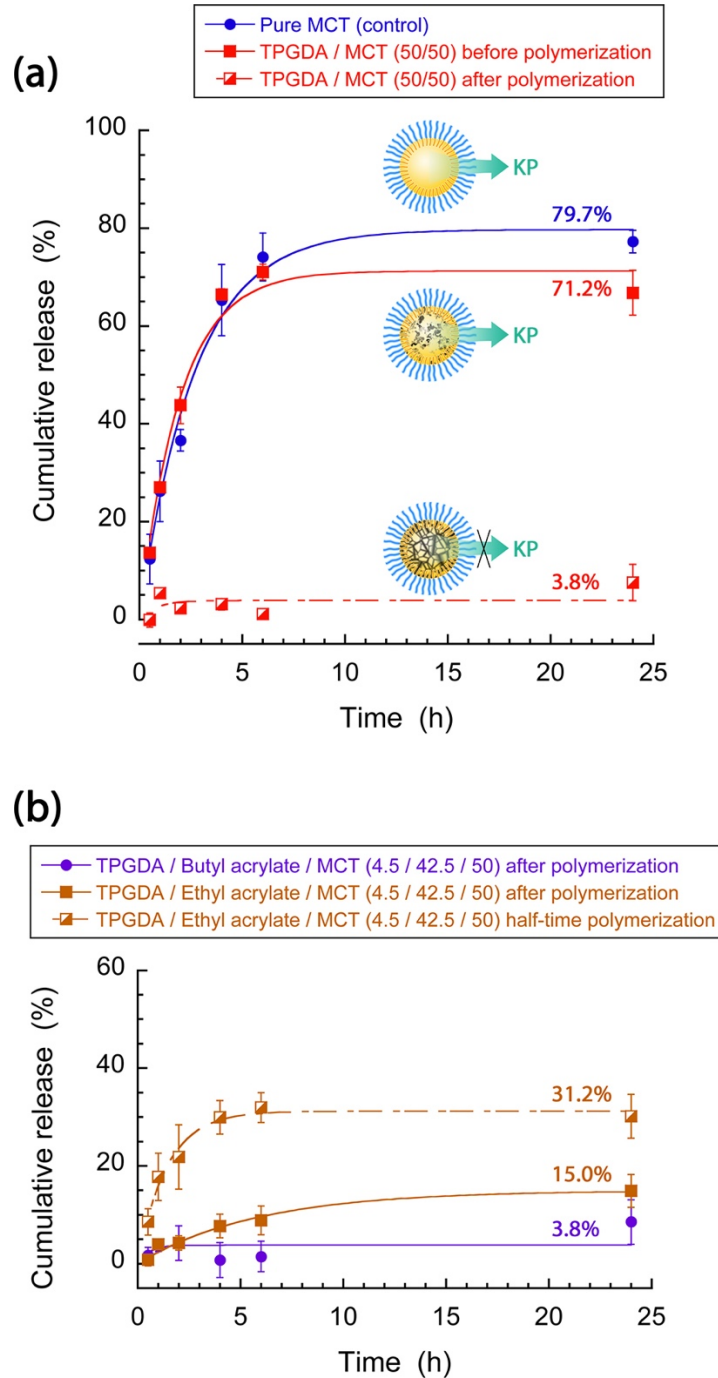 (a)
Pure MCT (control)
TPGDA / MCT (50/50) before polymerization
TPGDA / MCT (50/50) after polymerization
Cumulative release (%)
100
80
60
40
20
0
KP
79.7%
71.2%
KP
KP
3.8%
0
5
10
15
20
25
Time (h)
(b)
TPGDA / Butyl acrylate / MCT (4.5 / 42.5 / 50) after polymerization
TPGDA / Ethyl acrylate / MCT (4.5 / 42.5 / 50) after polymerization
TPGDA / Ethyl acrylate / MCT (4.5 / 42.5 / 50) half-time polymerization
Cumulative release (%)
60
40
20
0
31.2%
15.0%
3.8%
0
5
10
15
20
25
Time (h)